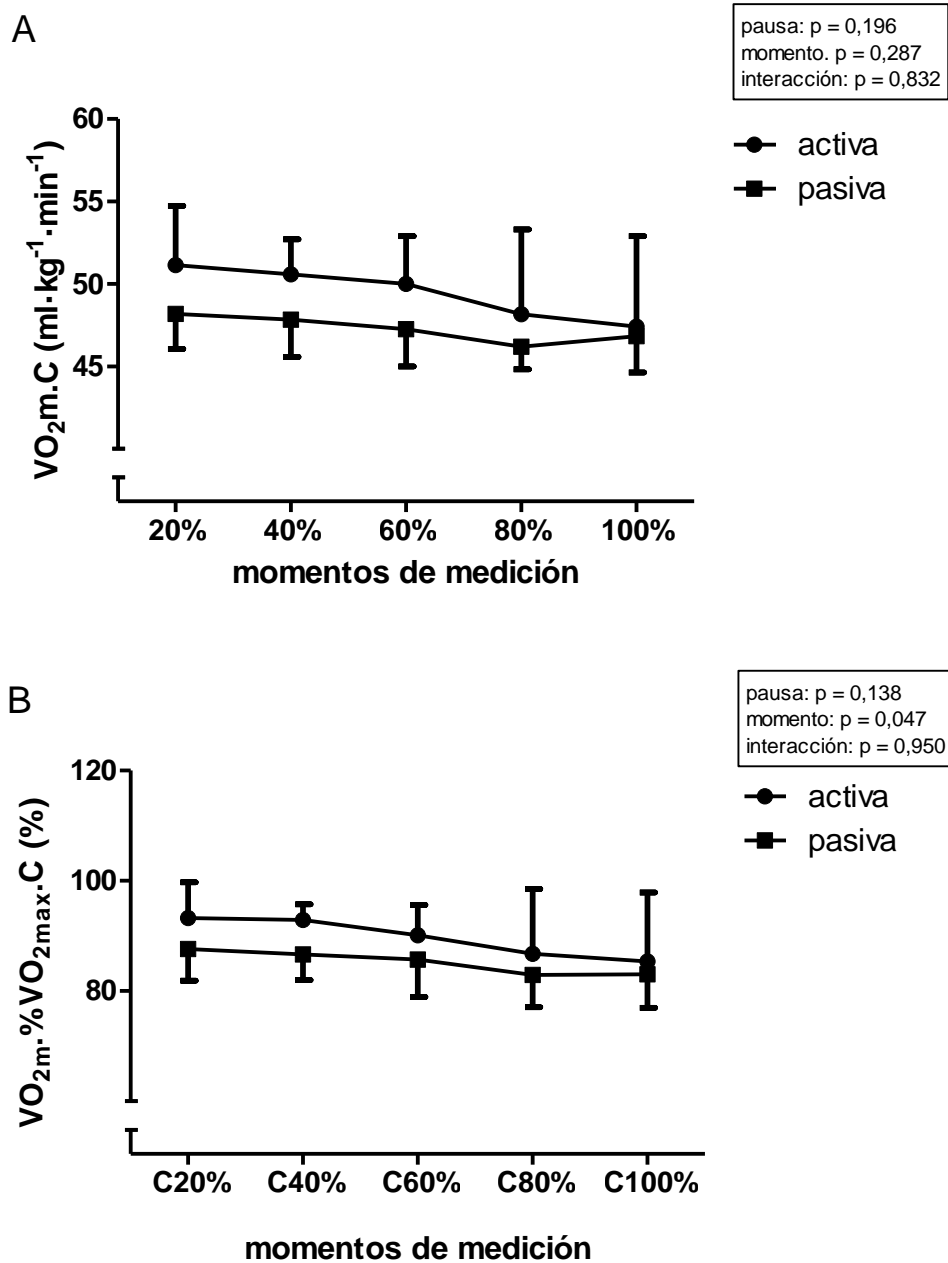 A
pausa: p = 0,196
momento. p = 0,287
interacción: p = 0,832
activa
pasiva
VO₂m.C (ml·kg⁻¹·min⁻¹)
60
55
50
45
20% 40% 60% 80% 100%
momentos de medición
B
pausa: p = 0,138
momento: p = 0,047
interacción: p = 0,950
activa
pasiva
VO₂m.%VO₂max.C (%)
120
100
80
C20% C40% C60% C80% C100%
momentos de medición